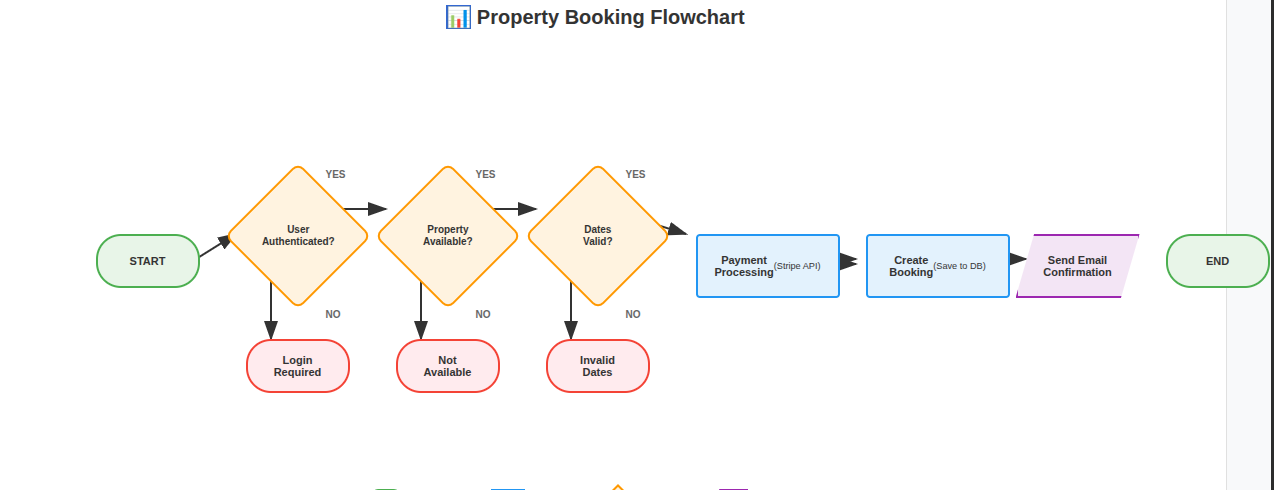 📊 Property Booking Flowchart
YES
YES
YES
User
Authenticated?
Property
Available?
Dates
Valid?
START
Payment
Processing
(Stripe API)
Create
Booking
(Save to DB)
Send Email
Confirmation
END
NO
NO
NO
Login
Required
Not
Available
Invalid
Dates